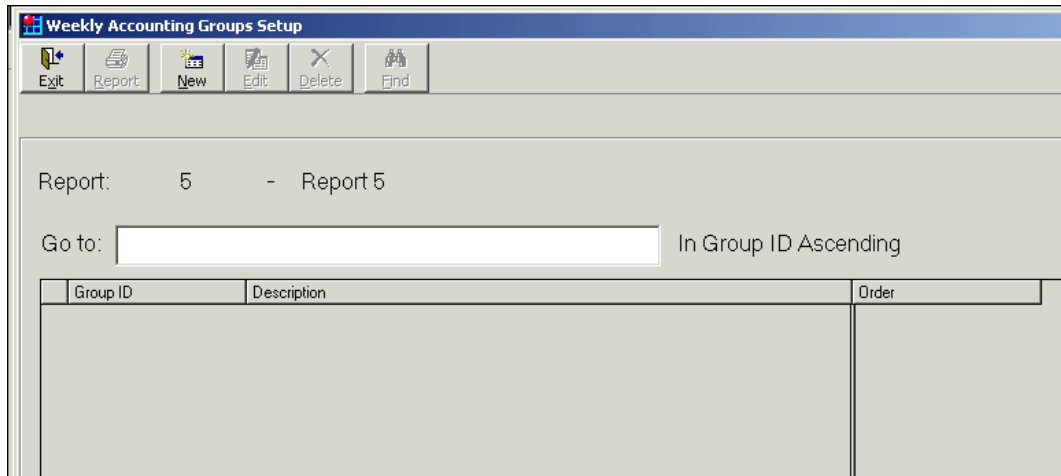 Weekly Accounting Groups Setup
Exit Report New Edit Delete Find
Report: 5 - Report 5
Go to: In Group ID Ascending
Group ID Description Order